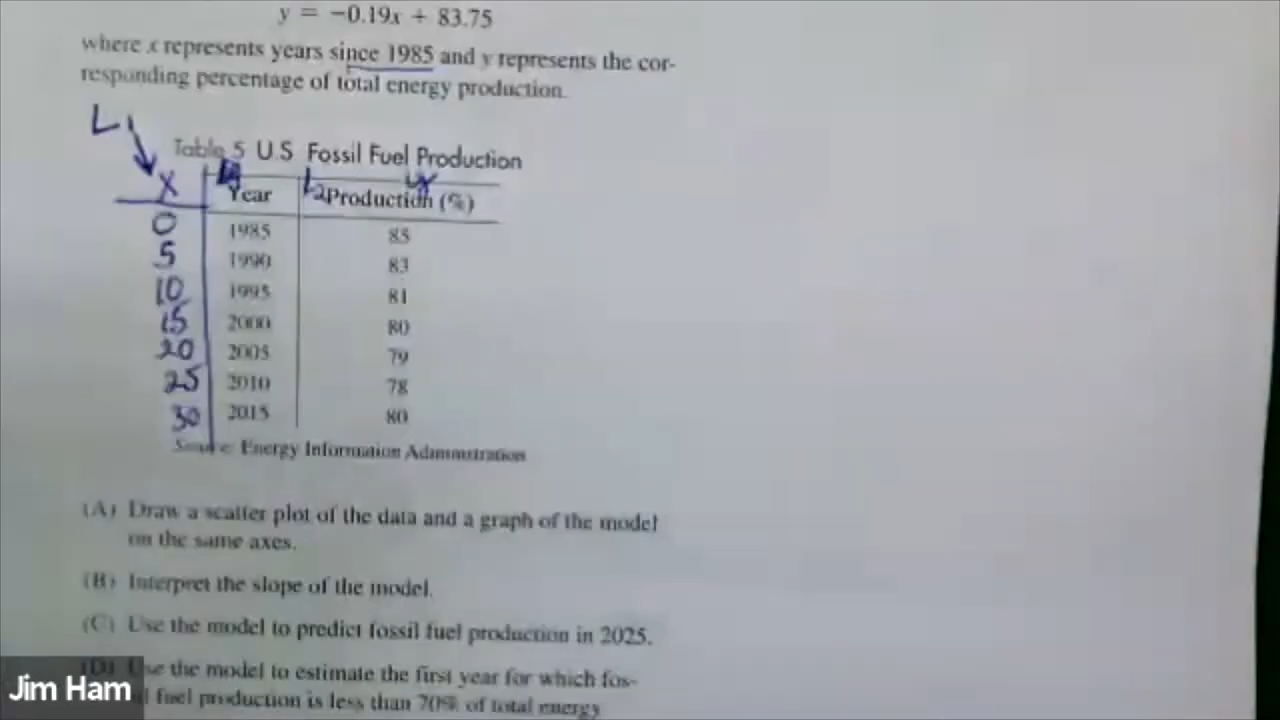 y = −0.19x + 83.75
where x represents years since 1985 and y represents the cor-
responding percentage of total energy production.
L1
Table 5 U.S Fossil Fuel Production
X Year L2 Production (%)
0 1985 85
5 1990 83
10 1995 81
15 2000 80
20 2005 79
25 2010 78
30 2015 80
Source: Energy Information Administration
(A) Draw a scatter plot of the data and a graph of the model
on the same axes.
(B) Interpret the slope of the model.
(C) Use the model to predict fossil fuel production in 2025.
(D) Use the model to estimate the first year for which fos-
fuel production is less than 70% of total energy
Jim Ham